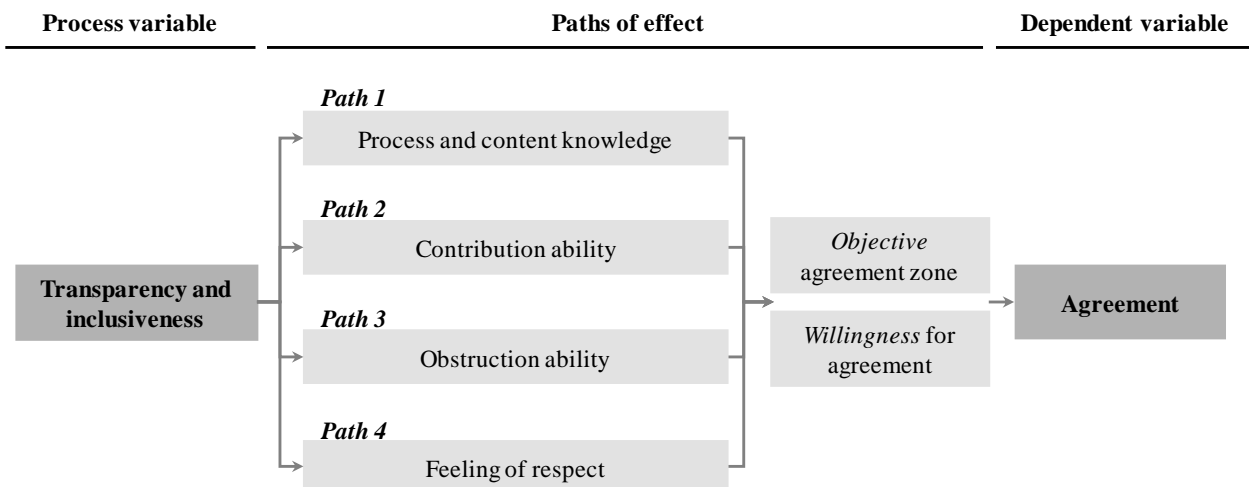 Process variable
Paths of effect
Dependent variable
Path 1
Process and content knowledge
Path 2
Contribution ability
Transparency and
inclusiveness
Path 3
Obstruction ability
Path 4
Feeling of respect
Objective
agreement zone
Willingness for
agreement
Agreement